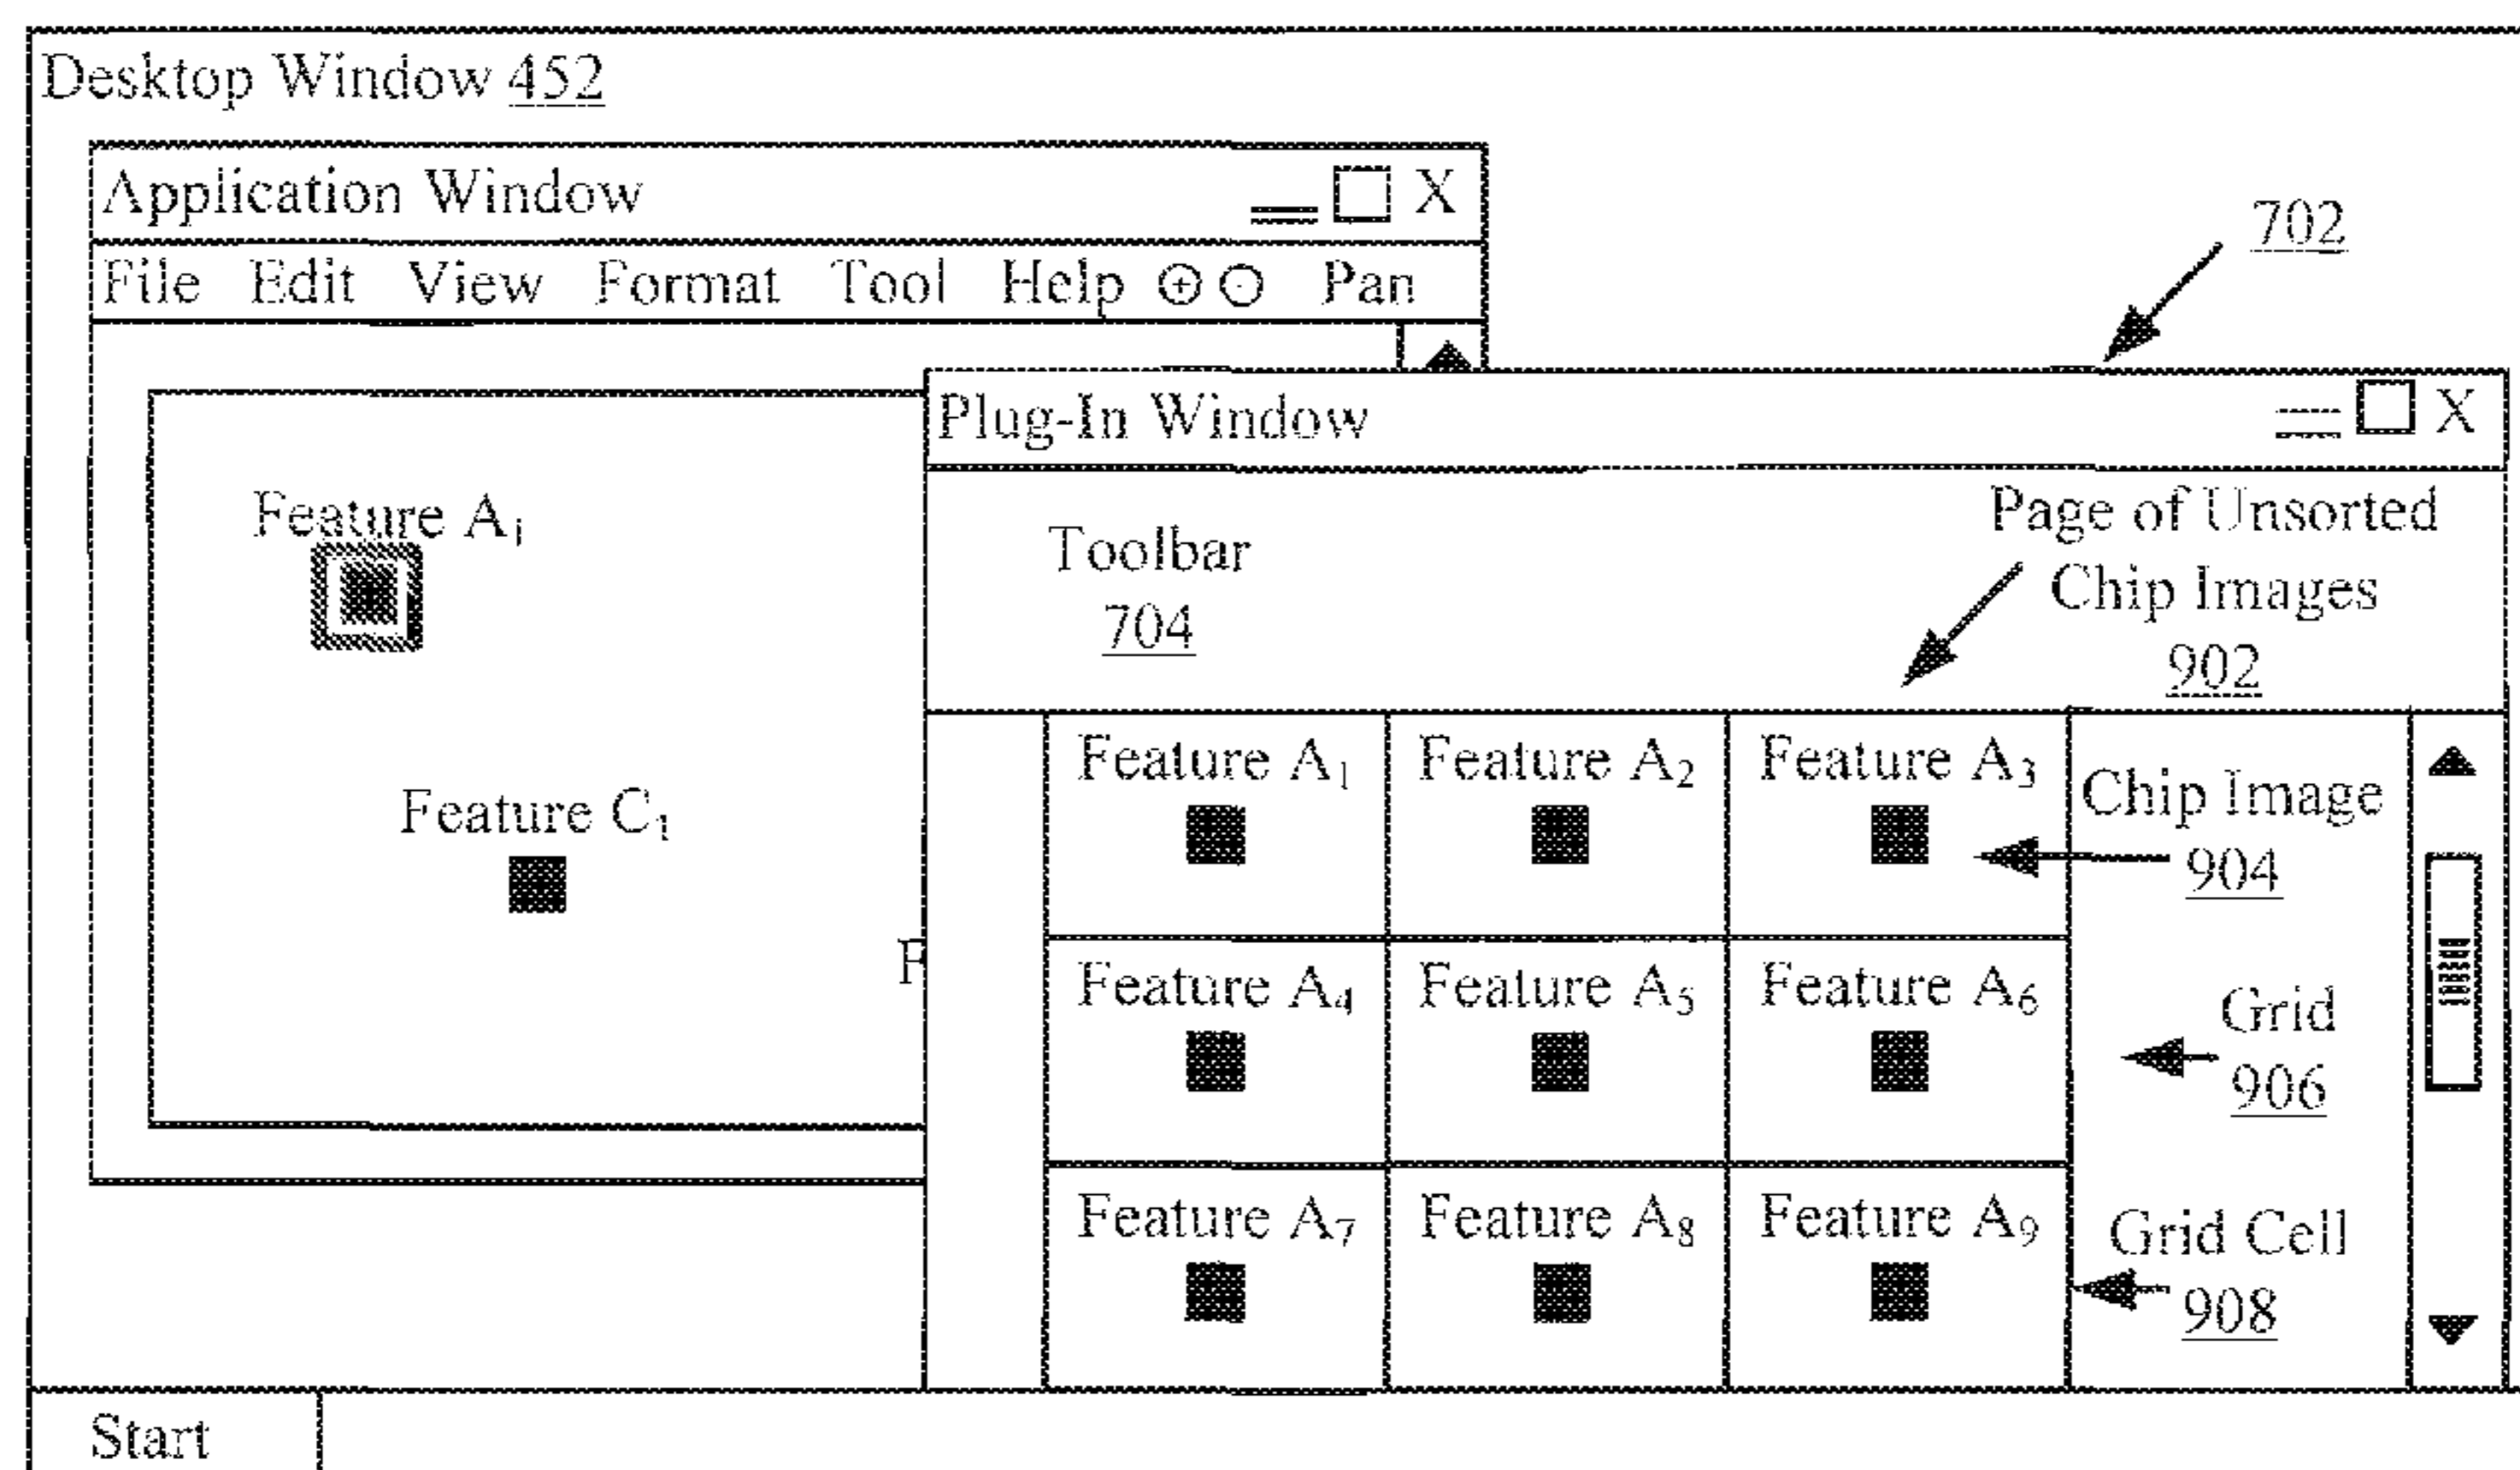 Desktop Window 452
Application Window X
File Edit View Format Tool Help + - Pan
702
Plug-In Window X
Feature A₁
Feature C₁
F
Toolbar
704
Page of Unsorted
Chip Images
902
Feature A₁ Feature A₂ Feature A₃
Chip Image
904
Feature A₄ Feature A₅ Feature A₆
Grid
906
Feature A₇ Feature A₈ Feature A₉
Grid Cell
908
Start